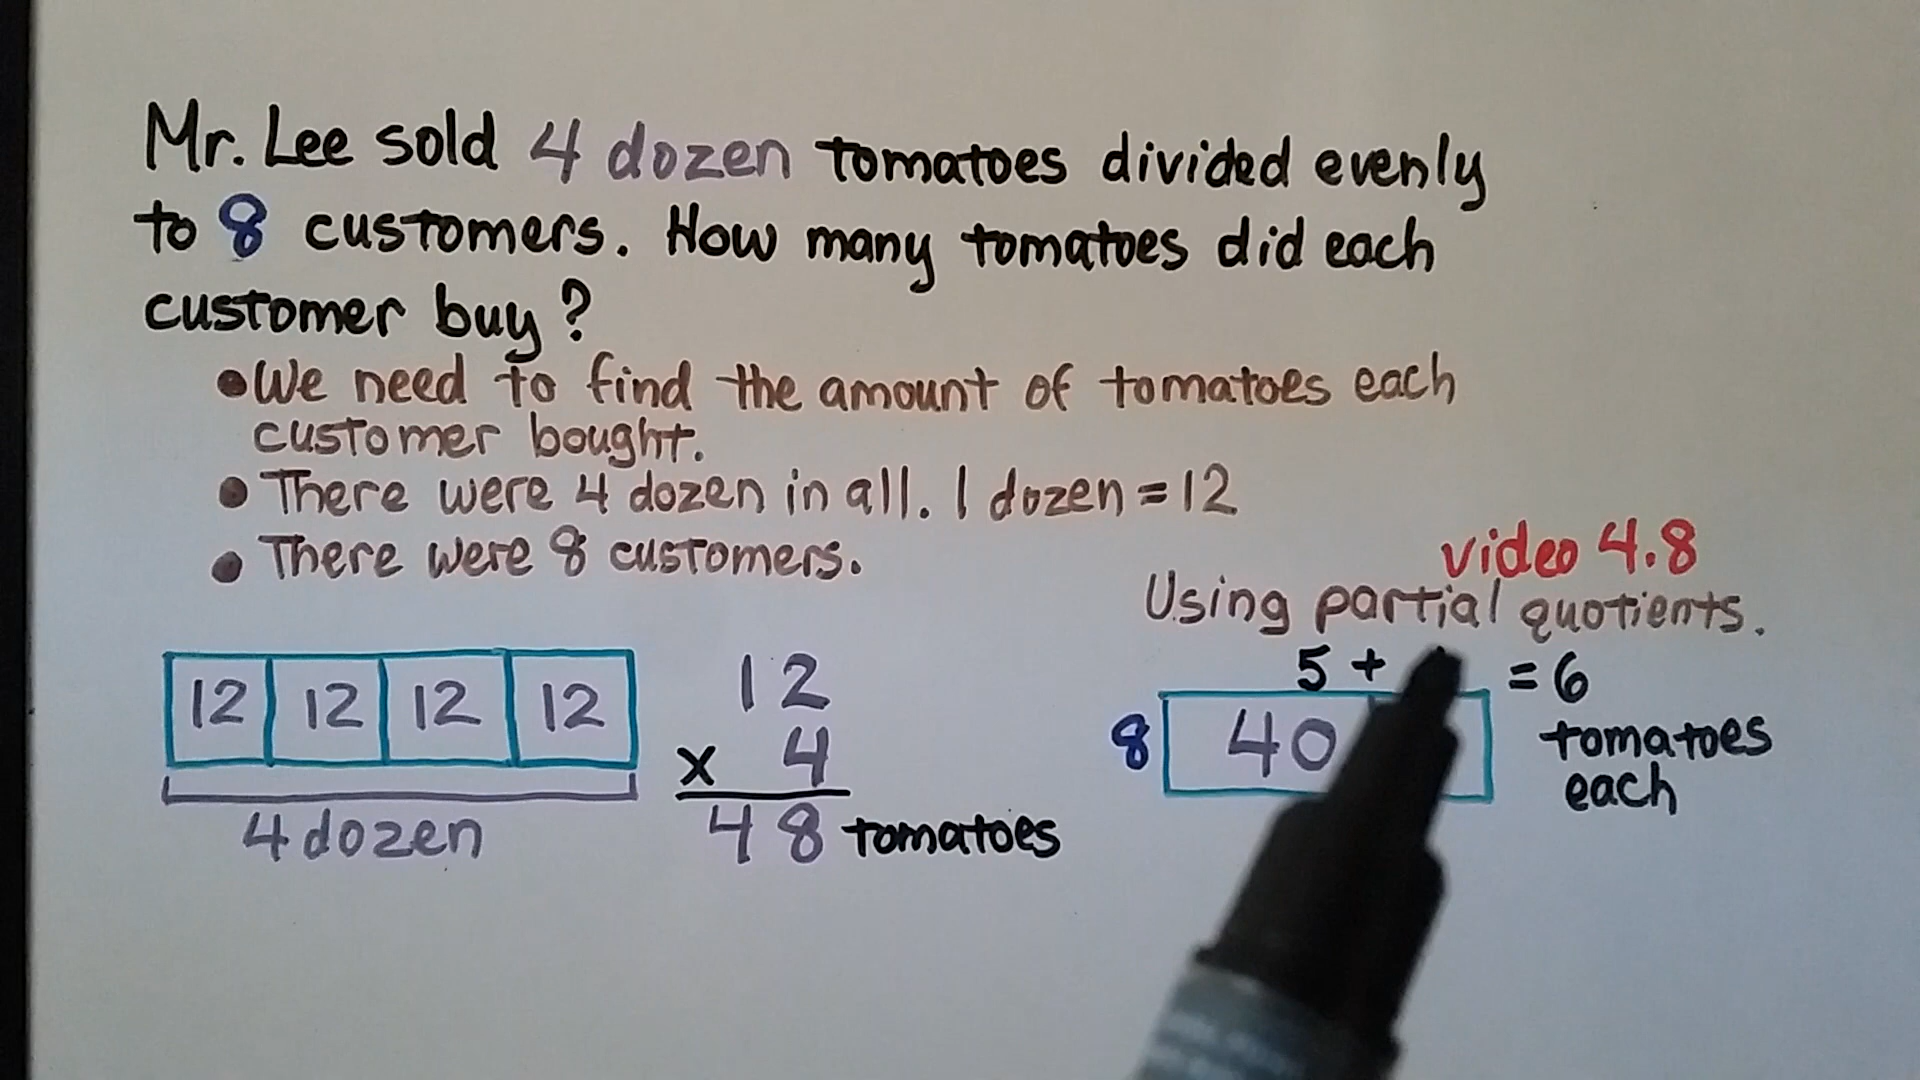 Mr. Lee sold 4 dozen tomatoes divided evenly
to 8 customers. How many tomatoes did each
customer buy?
• We need to find the amount of tomatoes each
customer bought.
• There were 4 dozen in all. 1 dozen = 12
• There were 8 customers.
video 4.8
Using partial quotients.
12 12 12 12
4 dozen
12
x 4
48 tomatoes
5 + = 6
8 40
tomatoes
each